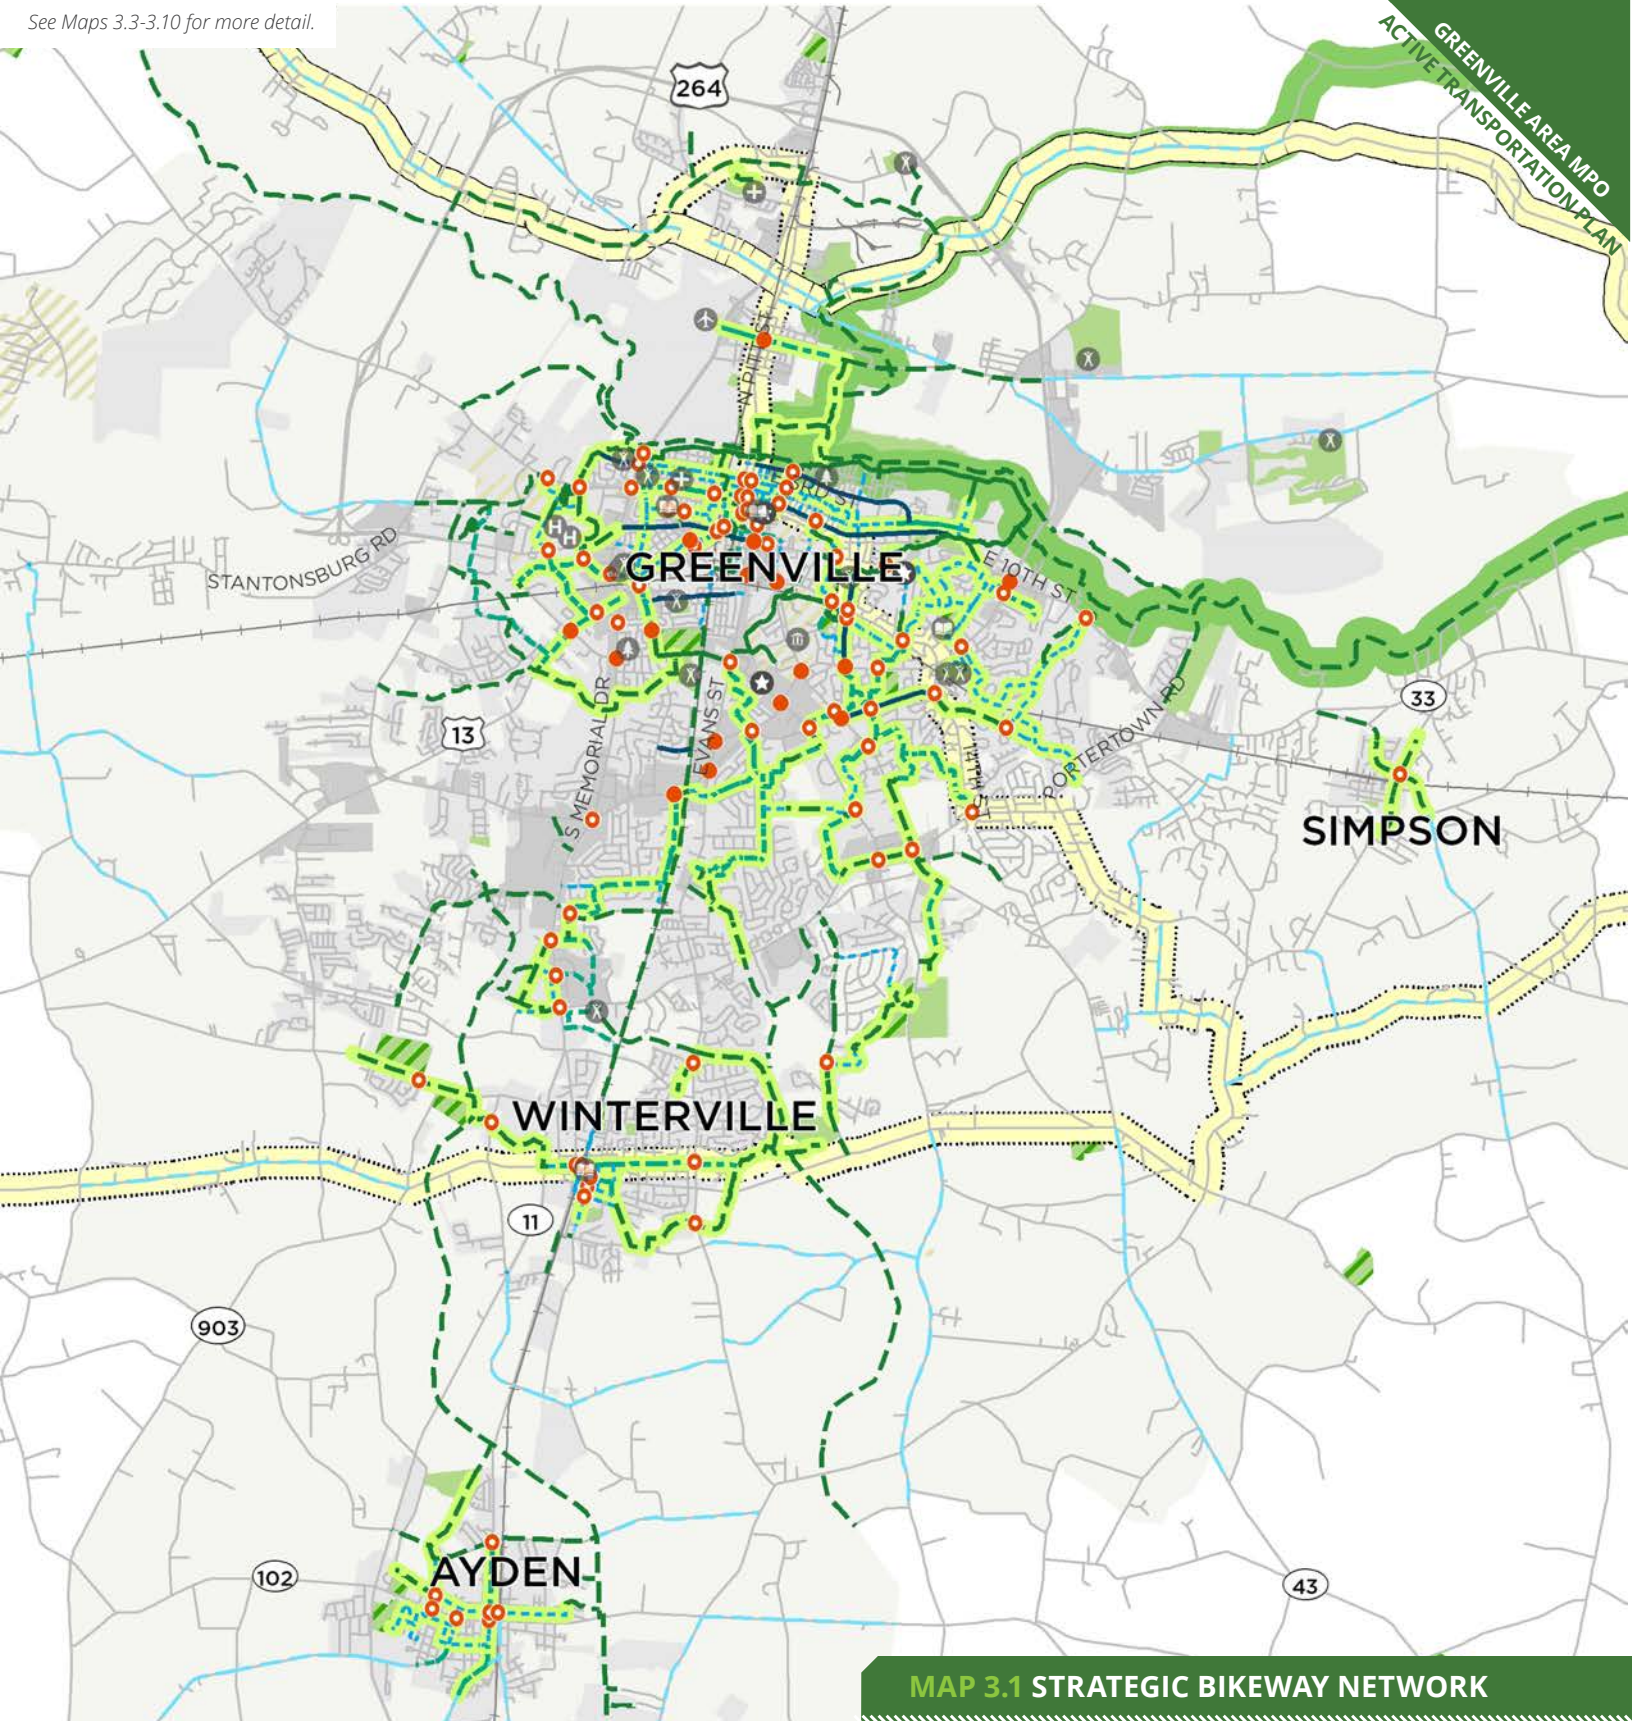 See Maps 3.3-3.10 for more detail.
GREENVILLE AREA MPO
ACTIVE TRANSPORTATION PLAN
264
N PITT ST
E 3RD ST
STANTONSBURG RD
GREENVILLE
E 10TH ST
33
13
EVANS ST
S MEMORIAL DR
PORTERTOWN RD
SIMPSON
WINTERVILLE
11
903
AYDEN
102
43
MAP 3.1 STRATEGIC BIKEWAY NETWORK